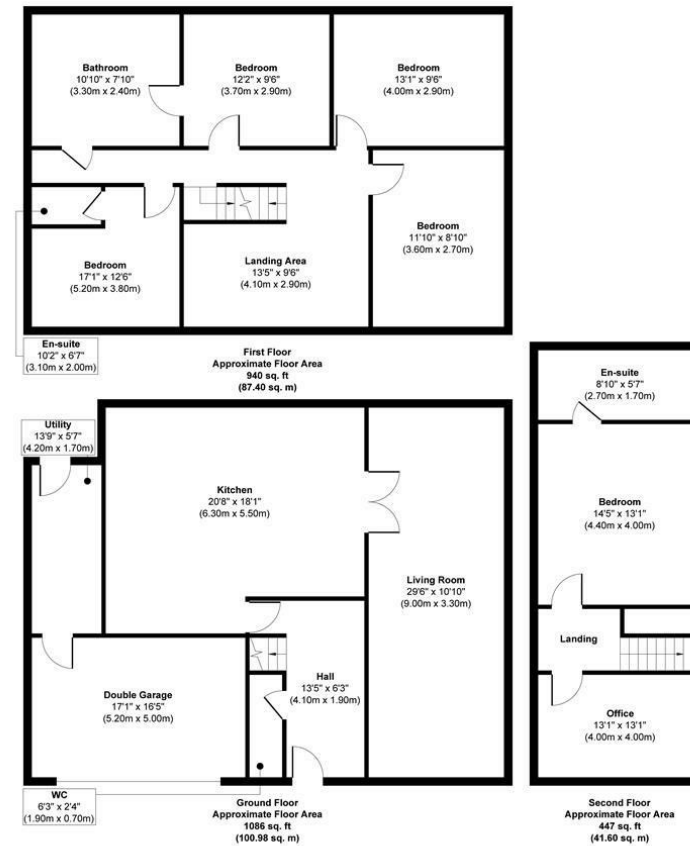 Bathroom
10'10" x 7'10"
(3.30m x 2.40m)
Bedroom
12'2" x 9'6"
(3.70m x 2.90m)
Bedroom
13'1" x 9'6"
(4.00m x 2.90m)
Bedroom
11'10" x 8'10"
(3.60m x 2.70m)
Bedroom
17'1" x 12'6"
(5.20m x 3.80m)
Landing Area
13'5" x 9'6"
(4.10m x 2.90m)
En-suite
10'2" x 6'7"
(3.10m x 2.00m)
First Floor
Approximate Floor Area
940 sq. ft
(87.40 sq. m)
Utility
13'9" x 5'7"
(4.20m x 1.70m)
Kitchen
20'8" x 18'1"
(6.30m x 5.50m)
Living Room
29'6" x 10'10"
(9.00m x 3.30m)
Hall
13'5" x 6'3"
(4.10m x 1.90m)
Double Garage
17'1" x 16'5"
(5.20m x 5.00m)
WC
6'3" x 2'4"
(1.90m x 0.70m)
Ground Floor
Approximate Floor Area
1086 sq. ft
(100.98 sq. m)
En-suite
8'10" x 5'7"
(2.70m x 1.70m)
Bedroom
14'5" x 13'1"
(4.40m x 4.00m)
Landing
Office
13'1" x 13'1"
(4.00m x 4.00m)
Second Floor
Approximate Floor Area
447 sq. ft
(41.60 sq. m)